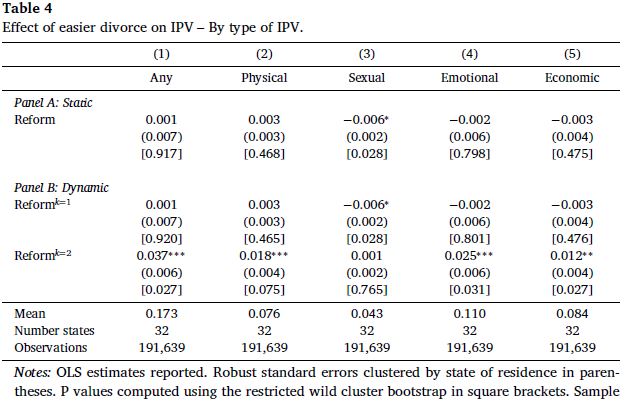 Table 4
Effect of easier divorce on IPV – By type of IPV.
(1) (2) (3) (4) (5)
Any Physical Sexual Emotional Economic
Panel A: Static
Reform 0.001 0.003 −0.006* −0.002 −0.003
(0.007) (0.003) (0.002) (0.006) (0.004)
[0.917] [0.468] [0.028] [0.798] [0.475]
Panel B: Dynamic
Reformᵏ⁼¹ 0.001 0.003 −0.006* −0.002 −0.003
(0.007) (0.003) (0.002) (0.006) (0.004)
[0.920] [0.465] [0.028] [0.801] [0.476]
Reformᵏ⁼² 0.037*** 0.018*** 0.001 0.025*** 0.012**
(0.006) (0.004) (0.002) (0.006) (0.004)
[0.027] [0.075] [0.765] [0.031] [0.027]
Mean 0.173 0.076 0.043 0.110 0.084
Number states 32 32 32 32 32
Observations 191,639 191,639 191,639 191,639 191,639
Notes: OLS estimates reported. Robust standard errors clustered by state of residence in paren-
theses. P values computed using the restricted wild cluster bootstrap in square brackets. Sample